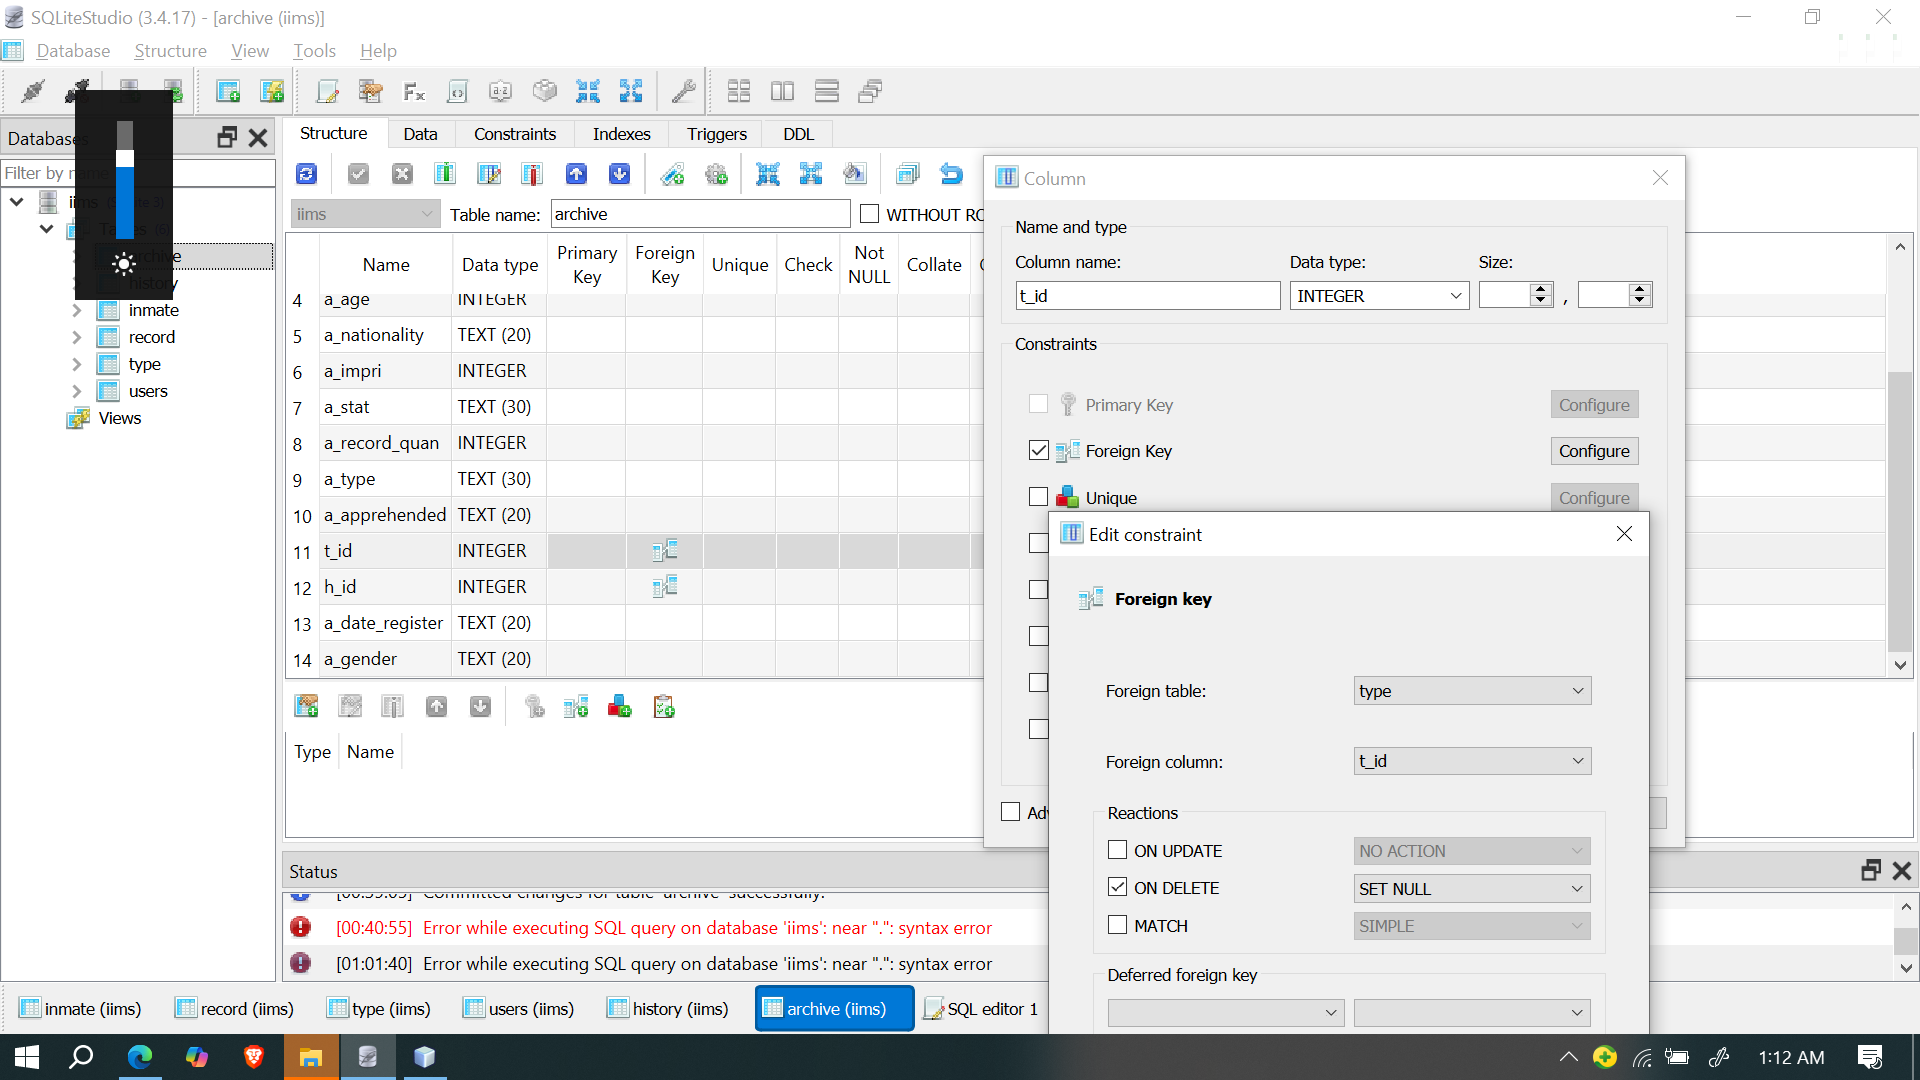 SQLiteStudio (3.4.17) - [archive (iims)]
Database Structure View Tools Help
Databases
Filter by name
iims
Tables
archive
history
inmate
record
type
users
Views
Structure Data Constraints Indexes Triggers DDL
iims Table name: archive WITHOUT RO
Name Data type Primary Key Foreign Key Unique Check Not NULL Collate
4 a_age INTEGER
5 a_nationality TEXT (20)
6 a_impri INTEGER
7 a_stat TEXT (30)
8 a_record_quan INTEGER
9 a_type TEXT (30)
10 a_apprehended TEXT (20)
11 t_id INTEGER
12 h_id INTEGER
13 a_date_register TEXT (20)
14 a_gender TEXT (20)
Type Name
Column
Name and type
Column name: Data type: Size:
t_id INTEGER ,
Constraints
Primary Key Configure
Foreign Key Configure
Unique Configure
Adv
Edit constraint
Foreign key
Foreign table: type
Foreign column: t_id
Reactions
ON UPDATE NO ACTION
ON DELETE SET NULL
MATCH SIMPLE
Deferred foreign key
Status
Committed changes for table 'archive' successfully.
[00:40:55] Error while executing SQL query on database 'iims': near ".": syntax error
[01:01:40] Error while executing SQL query on database 'iims': near ".": syntax error
inmate (iims) record (iims) type (iims) users (iims) history (iims) archive (iims) SQL editor 1
1:12 AM